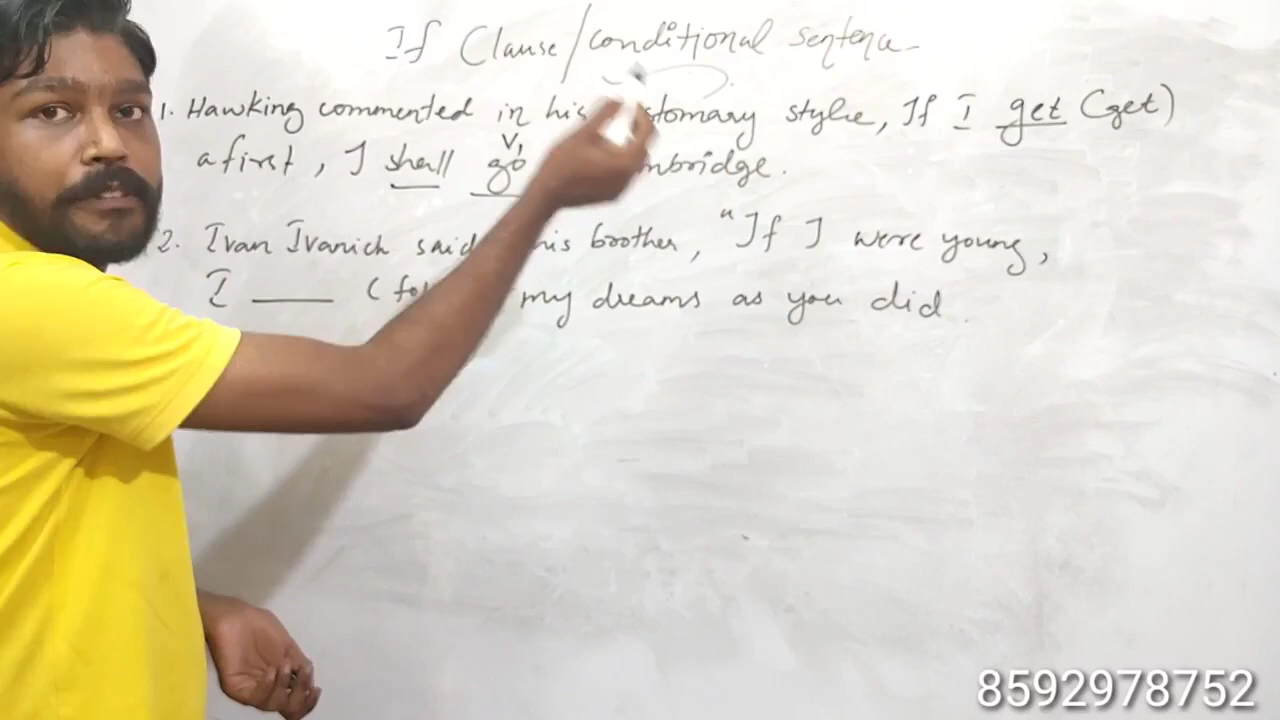 If Clause/conditional sentence
1. Hawking commented in his style, If I get (get)
a first, I shall go
V1
2. Ivan Ivanich said his brother, "If I were young,
I ____ ( my dreams as you did.
8592978752